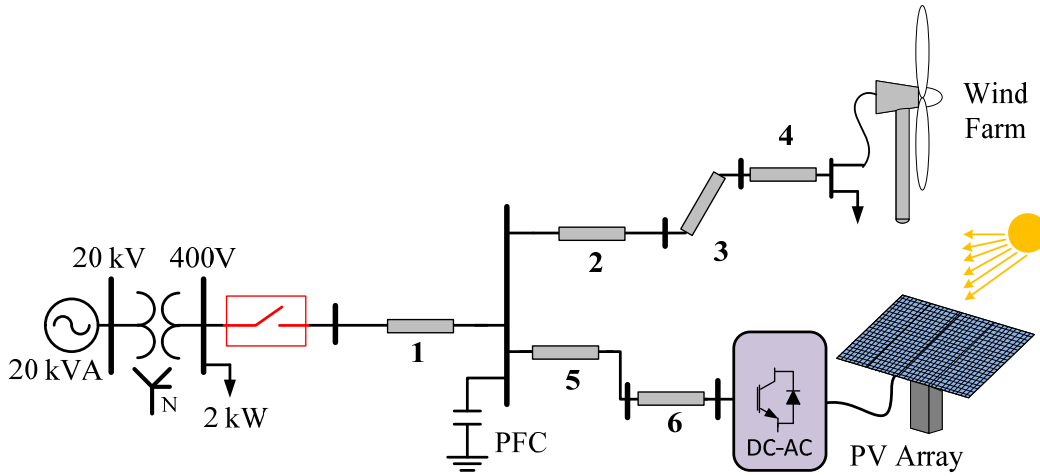 Wind
Farm
4
2
3
20 kV
400V
1
20 kVA
N
2 kW
5
6
PFC
DC-AC
PV Array